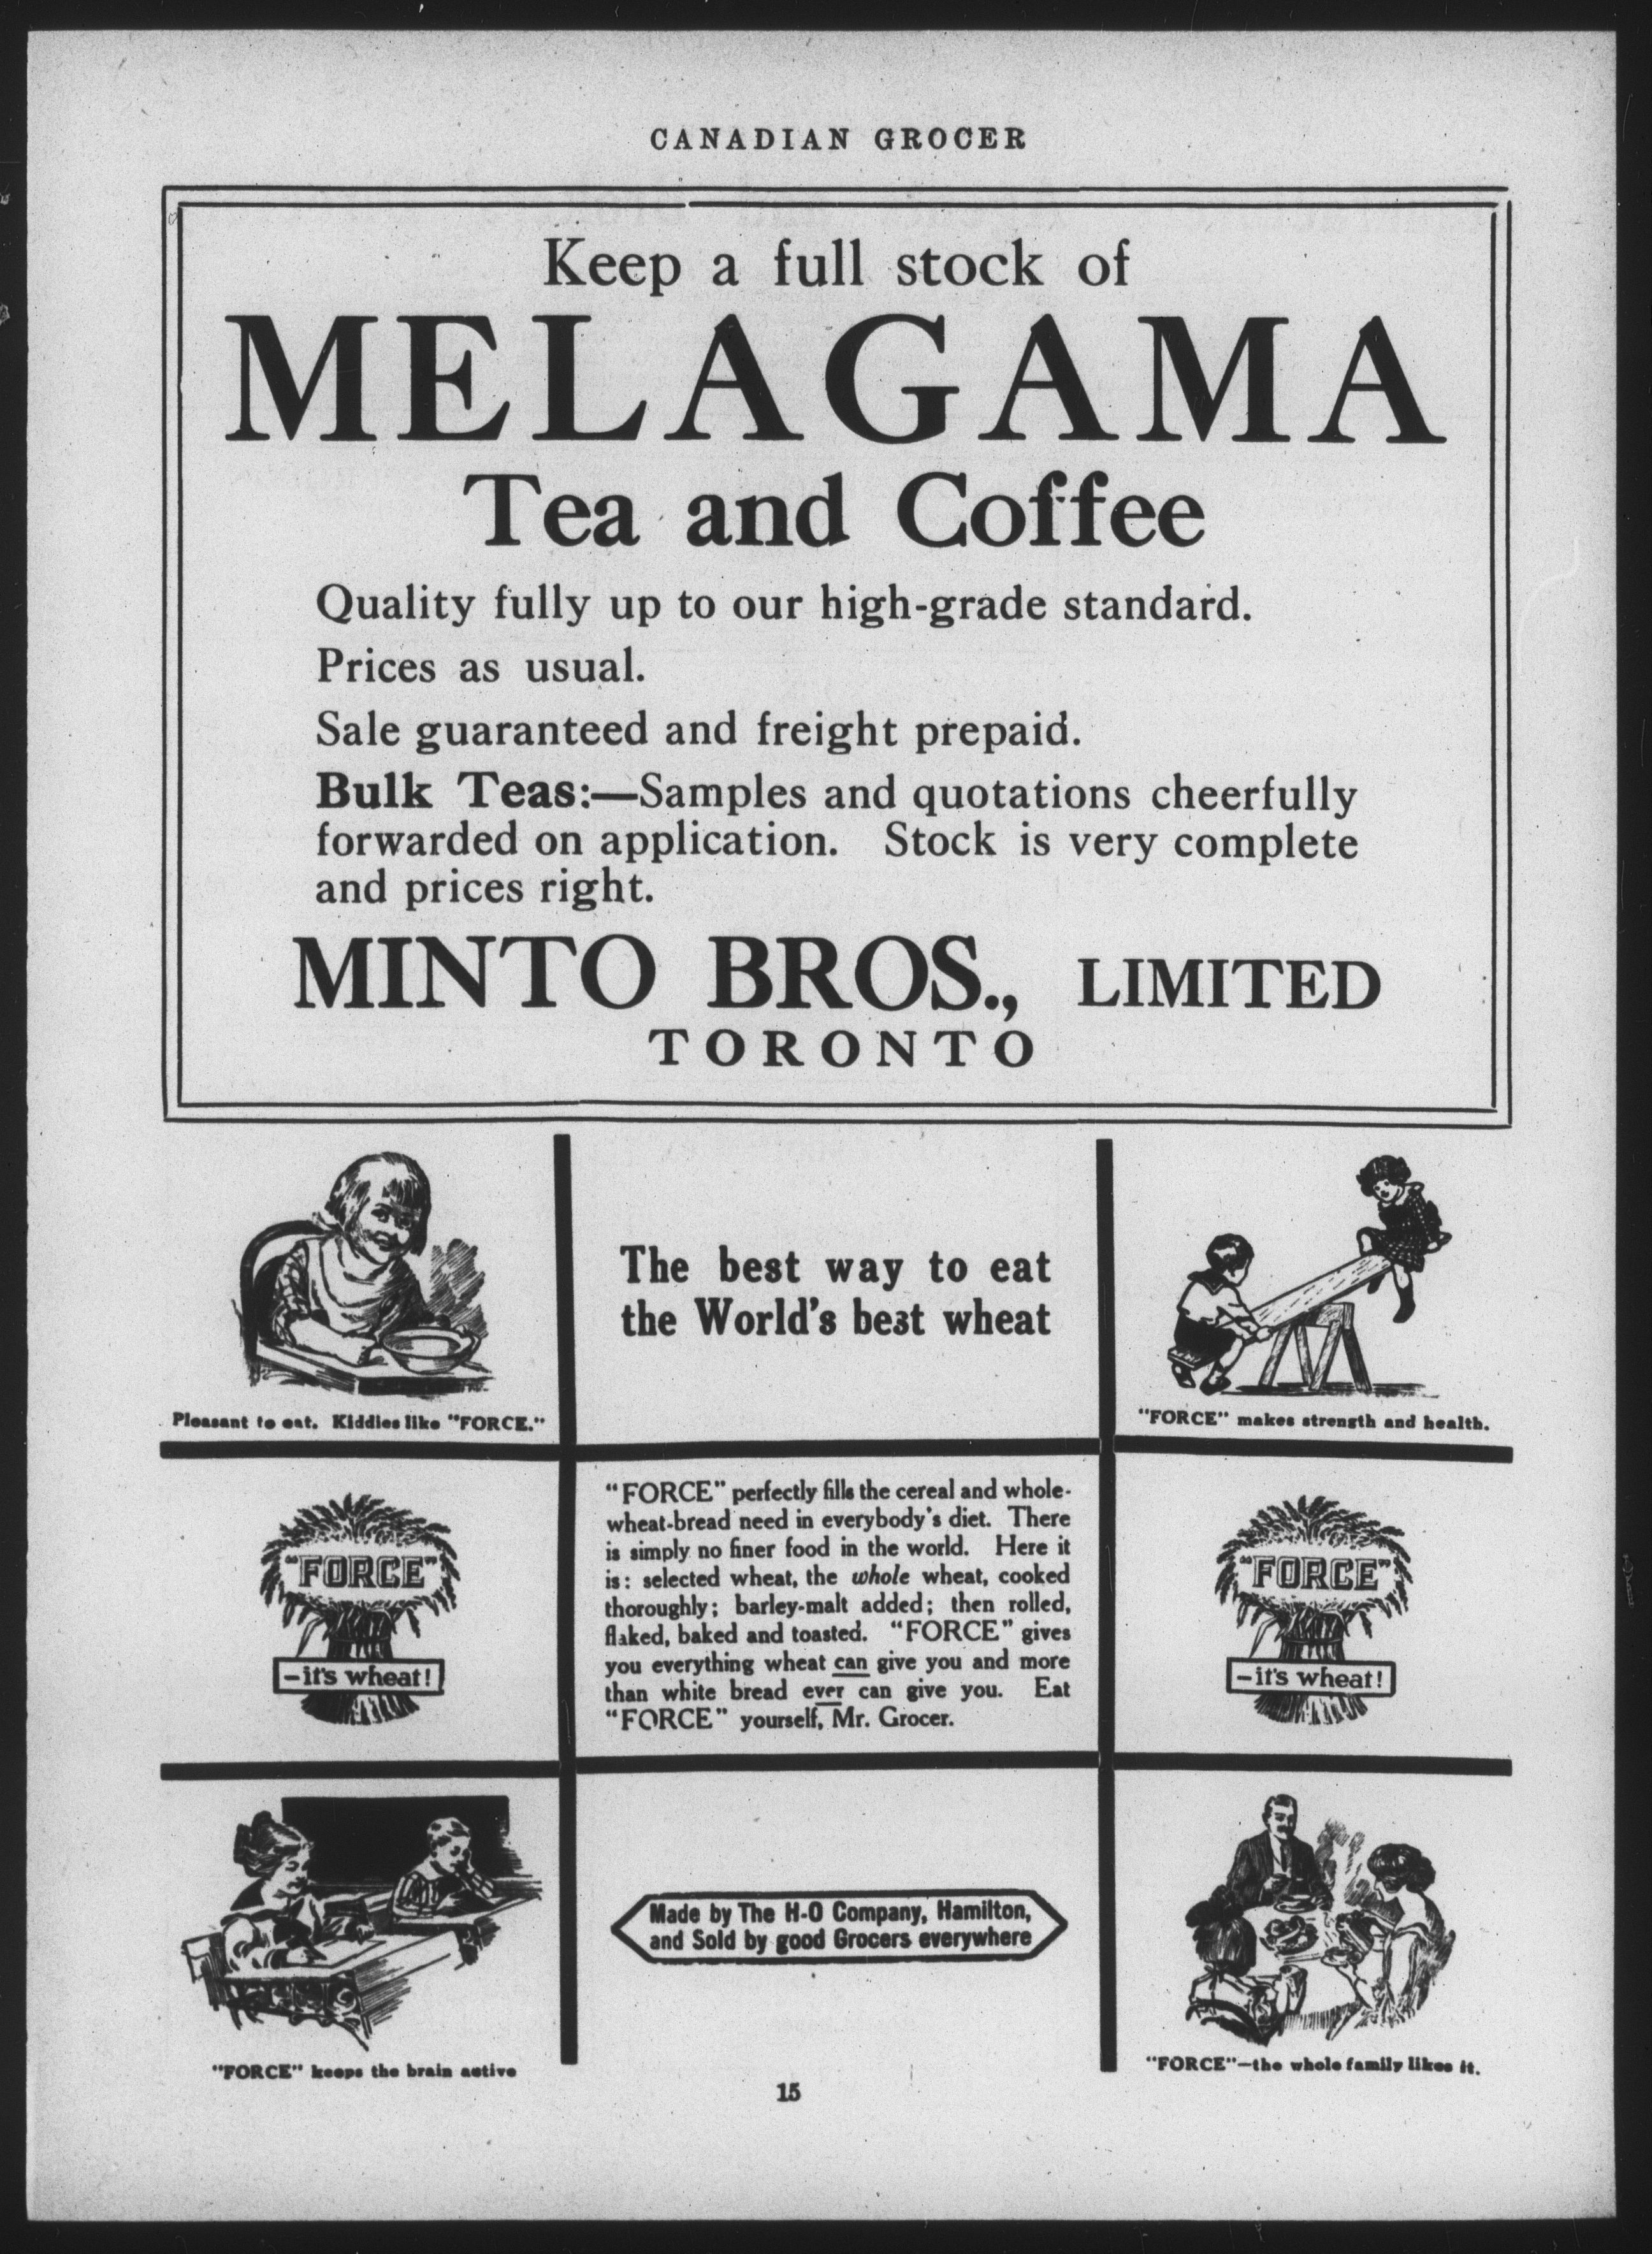 CANADIAN GROCER
Keep a full stock of
MELAGAMA
Tea and Coffee
Quality fully up to our high-grade standard.
Prices as usual.
Sale guaranteed and freight prepaid.
Bulk Teas:—Samples and quotations cheerfully
forwarded on application. Stock is very complete
and prices right.
MINTO BROS., LIMITED
TORONTO
Pleasant to eat. Kiddies like "FORCE."
The best way to eat
the World's best wheat
"FORCE" makes strength and health.
"FORCE"
—it's wheat!
"FORCE" perfectly fills the cereal and whole-
wheat-bread need in everybody's diet. There
is simply no finer food in the world. Here it
is: selected wheat, the whole wheat, cooked
thoroughly; barley-malt added; then rolled,
flaked, baked and toasted. "FORCE" gives
you everything wheat can give you and more
than white bread ever can give you. Eat
"FORCE" yourself, Mr. Grocer.
"FORCE"
—it's wheat!
"FORCE" keeps the brain active
Made by The H-O Company, Hamilton,
and Sold by good Grocers everywhere
"FORCE"—the whole family likes it.
15